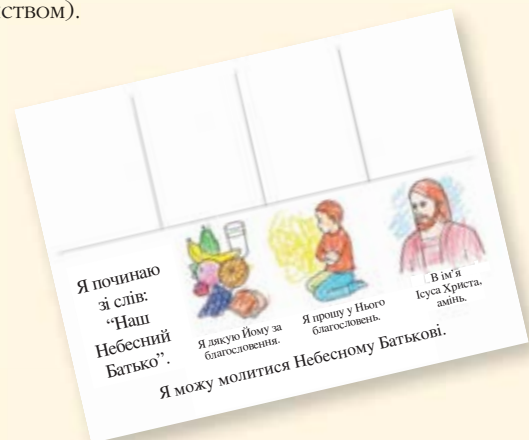 иством).
Я починаю
зі слів:
“Наш
Небесний
Батько”.
Я дякую Йому за
благословення.
Я прошу у Нього
благословень.
В ім’я
Ісуса Христа,
амінь.
Я можу молитися Небесному Батькові.